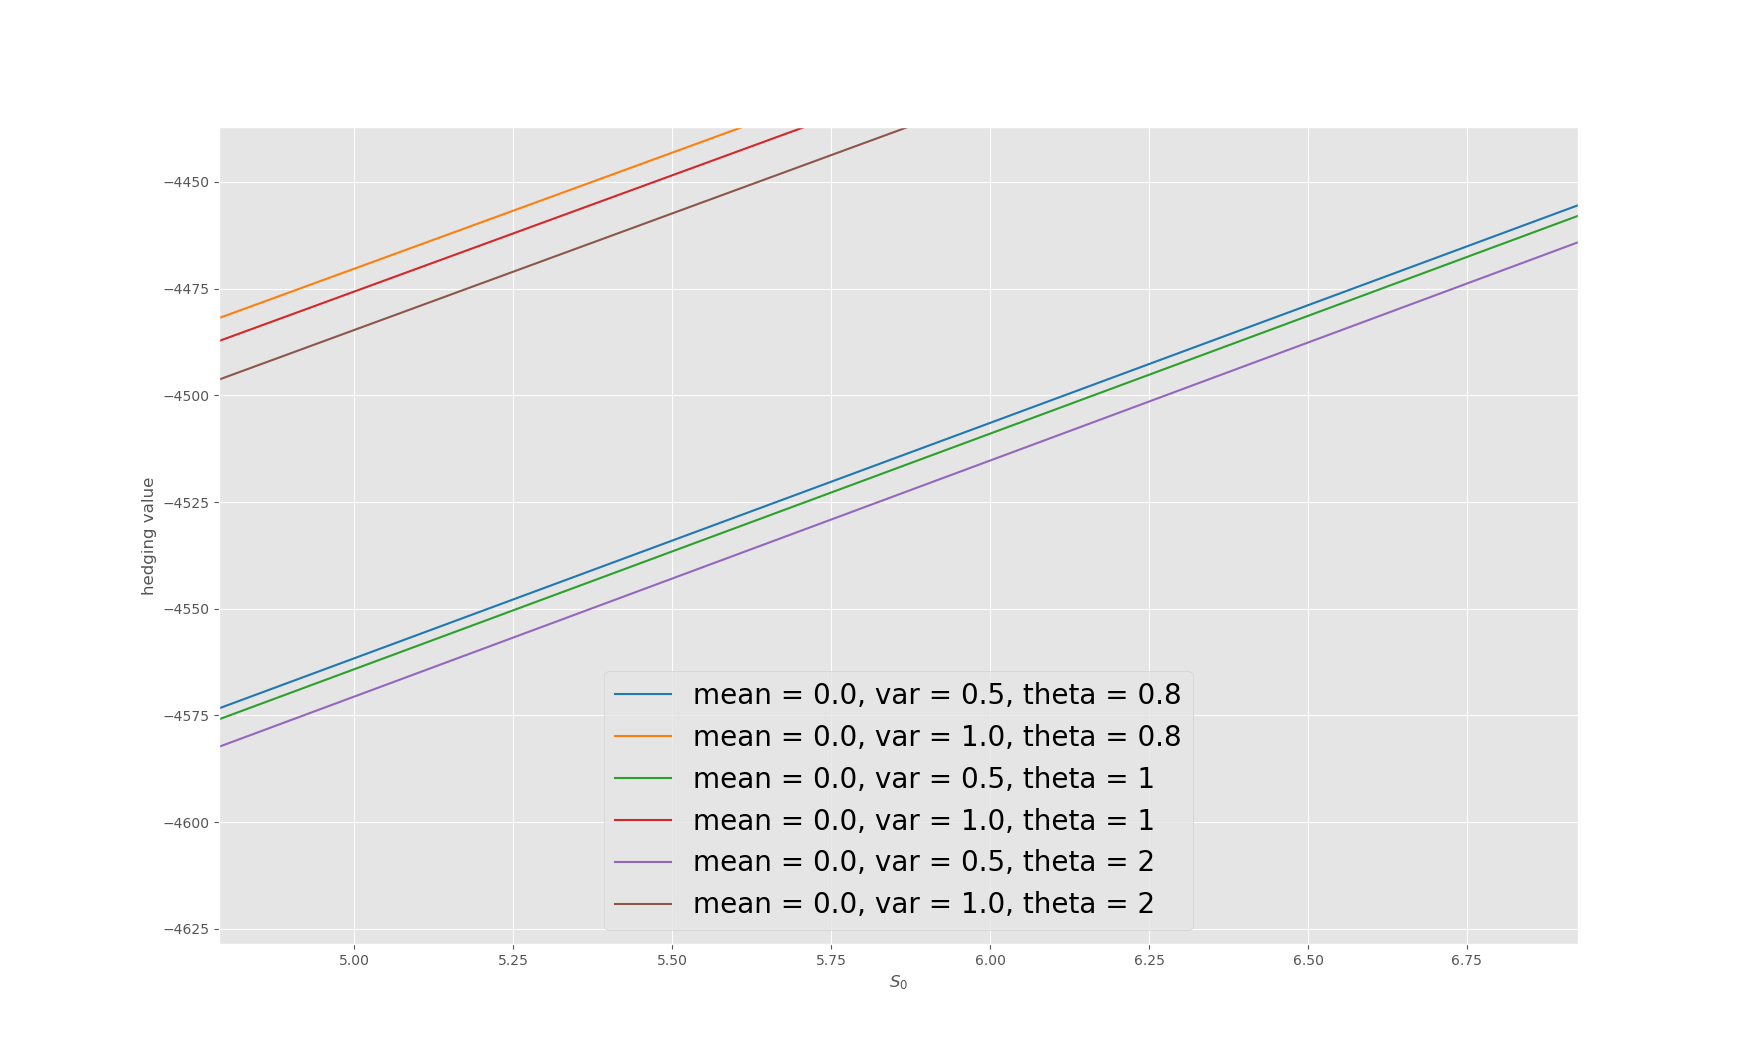 −4450
−4475
−4500
−4525
−4550
−4575
−4600
−4625
hedging value
mean = 0.0, var = 0.5, theta = 0.8
mean = 0.0, var = 1.0, theta = 0.8
mean = 0.0, var = 0.5, theta = 1
mean = 0.0, var = 1.0, theta = 1
mean = 0.0, var = 0.5, theta = 2
mean = 0.0, var = 1.0, theta = 2
5.00 5.25 5.50 5.75 6.00 6.25 6.50 6.75
S₀